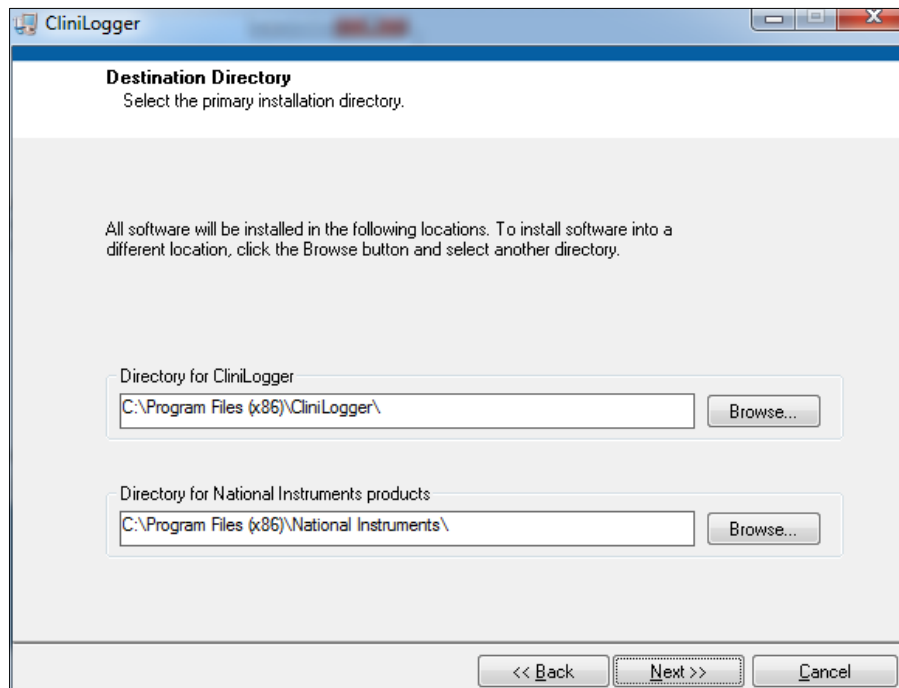 CliniLogger
Destination Directory
Select the primary installation directory.
All software will be installed in the following locations. To install software into a
different location, click the Browse button and select another directory.
Directory for CliniLogger
C:\Program Files (x86)\CliniLogger\
Browse...
Directory for National Instruments products
C:\Program Files (x86)\National Instruments\
Browse...
<< Back
Next >>
Cancel